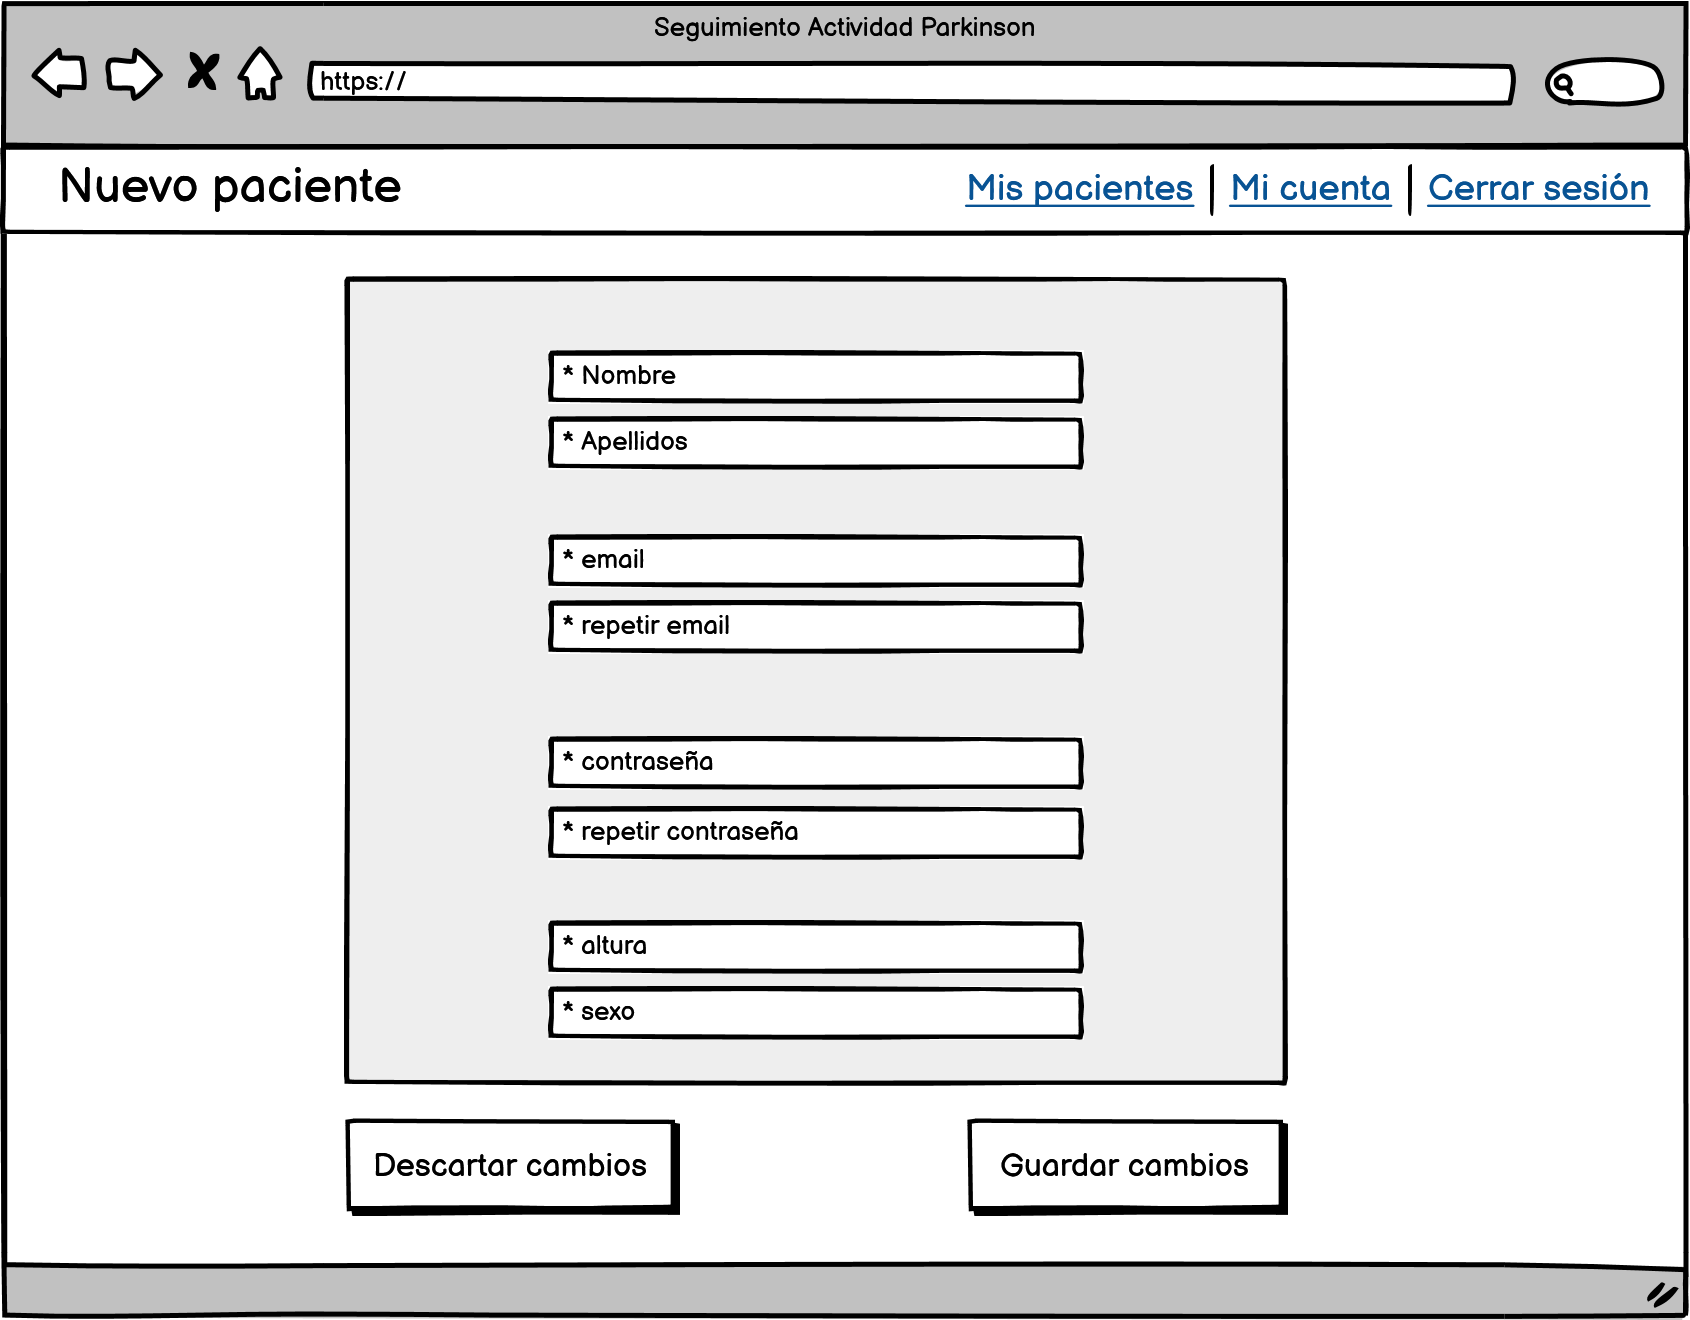 Seguimiento Actividad Parkinson
https://
Nuevo paciente
Mis pacientes | Mi cuenta | Cerrar sesión
* Nombre
* Apellidos
* email
* repetir email
* contraseña
* repetir contraseña
* altura
* sexo
Descartar cambios
Guardar cambios